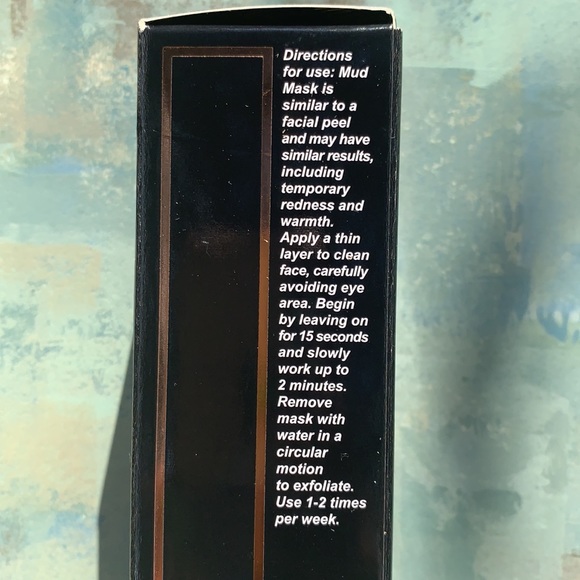 Directions
for use: Mud
Mask is
similar to a
facial peel
and may have
similar results,
including
temporary
redness and
warmth.
Apply a thin
layer to clean
face, carefully
avoiding eye
area. Begin
by leaving on
for 15 seconds
and slowly
work up to
2 minutes.
Remove
mask with
water in a
circular
motion
to exfoliate.
Use 1-2 times
per week.